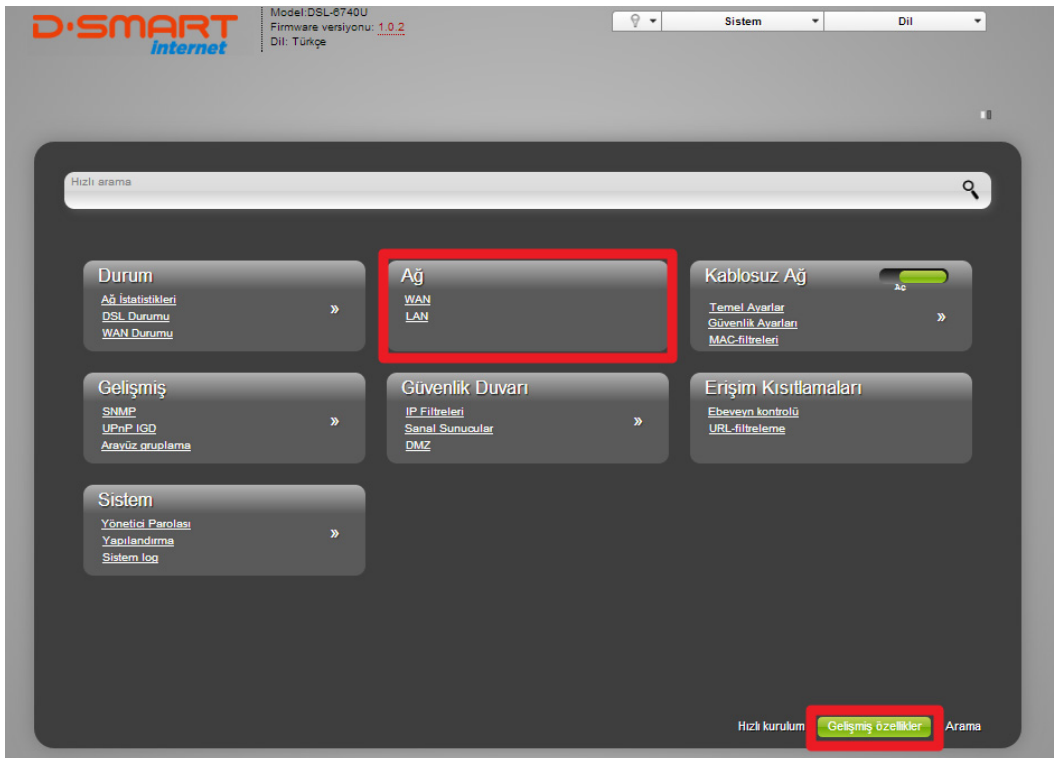 D·SMART
internet
Model:DSL-6740U
Firmware versiyonu: 1.0.2
Dil: Türkçe
Sistem
Dil
Hızlı arama
Durum
Ağ İstatistikleri
DSL Durumu
WAN Durumu
Ağ
WAN
LAN
Kablosuz Ağ
Aç
Temel Ayarlar
Güvenlik Ayarları
MAC-filtreleri
Gelişmiş
SNMP
UPnP IGD
Arayüz gruplama
Güvenlik Duvarı
IP Filtreleri
Sanal Sunucular
DMZ
Erişim Kısıtlamaları
Ebeveyn kontrolü
URL-filtreleme
Sistem
Yönetici Parolası
Yapılandırma
Sistem log
Hızlı kurulum Gelişmiş özellikler Arama